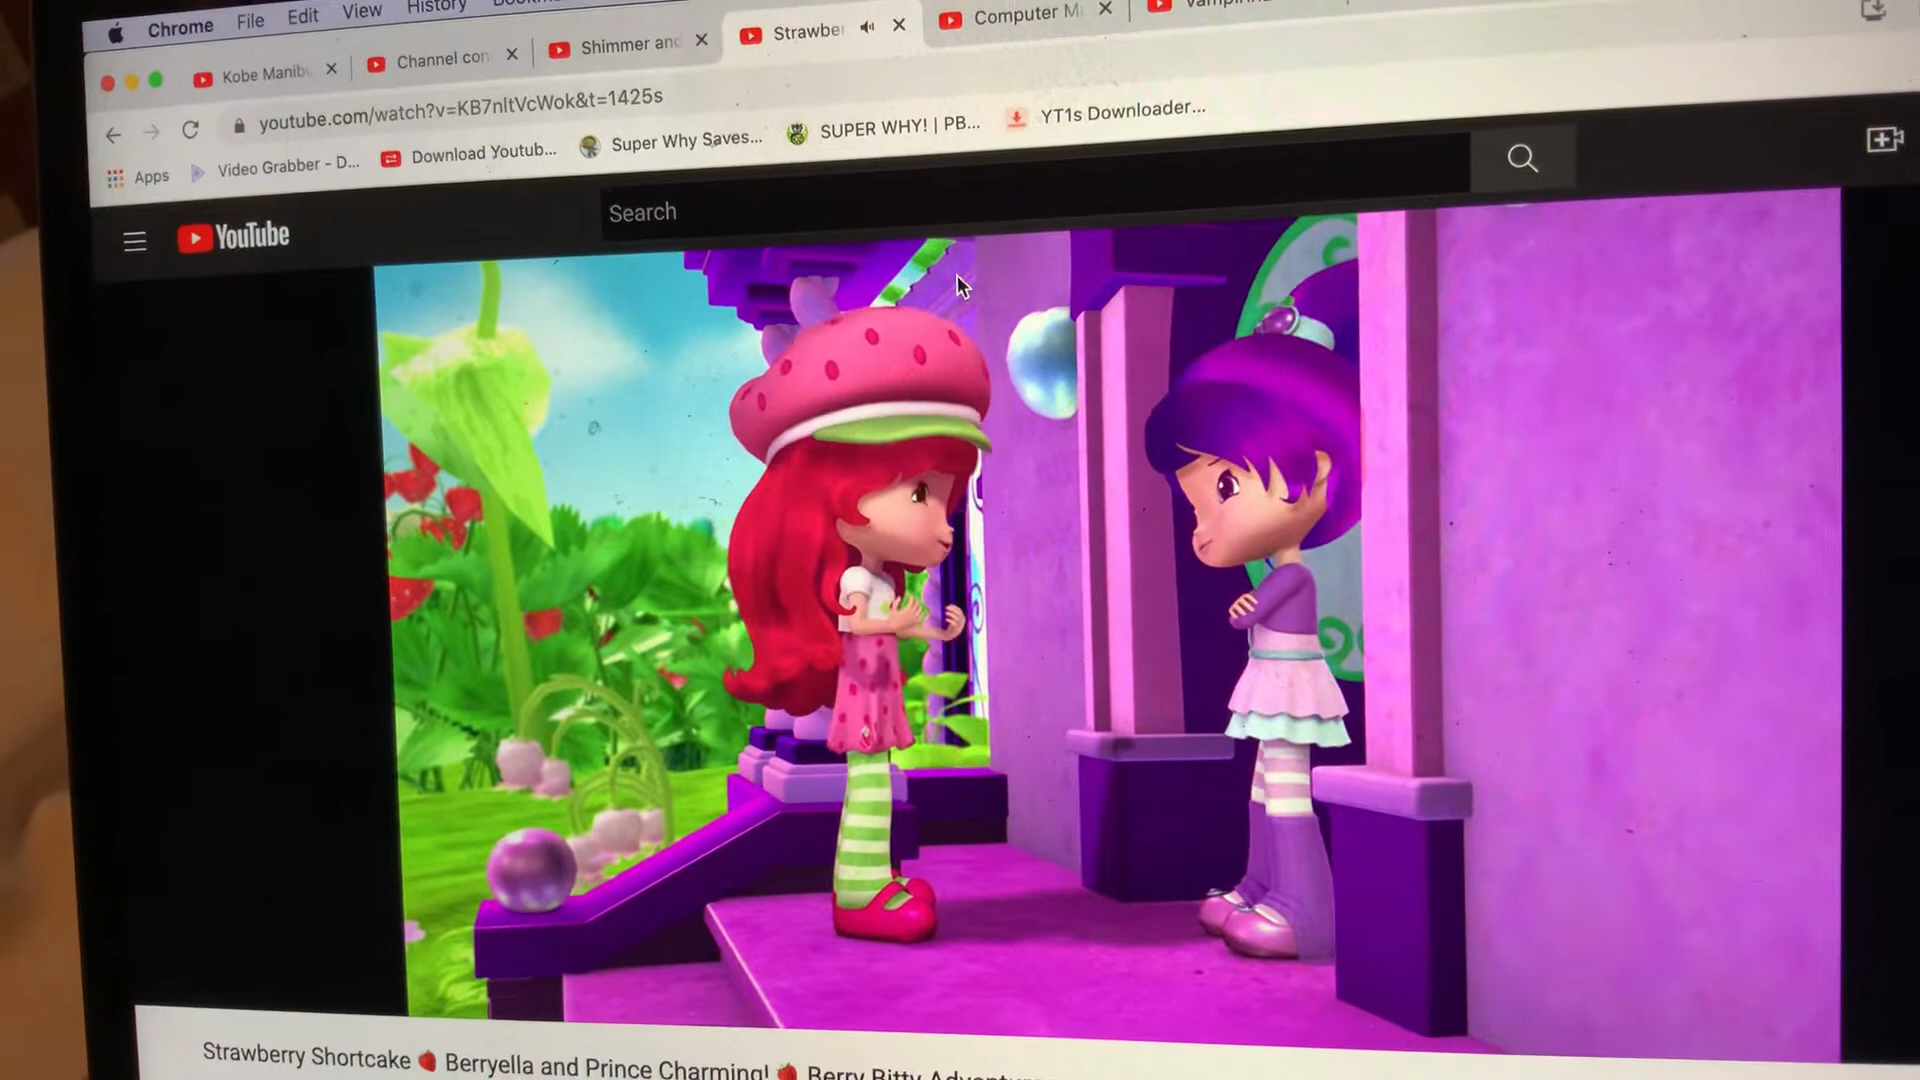 Chrome File Edit View History
Kobe Manib Channel con Shimmer and Strawbe Computer M
youtube.com/watch?v=KB7nltVcWok&t=1425s
Apps Video Grabber - D... Download Youtub... Super Why Saves... SUPER WHY! | PB... YT1s Downloader...
YouTube Search
Strawberry Shortcake 🍓 Berryella and Prince Charming! 🍓 Berry Bitty